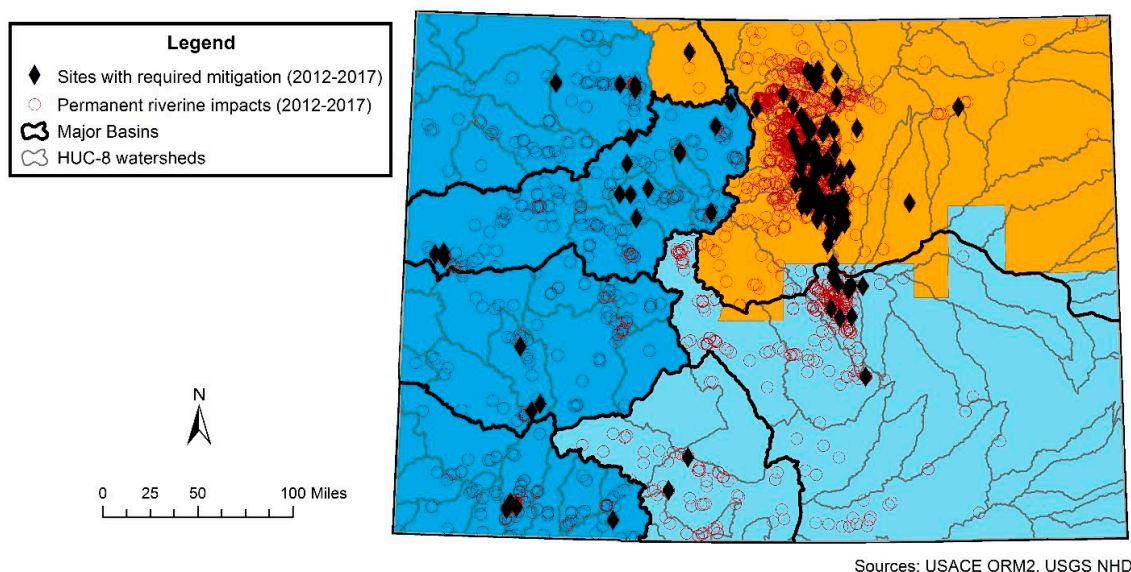 Legend
Sites with required mitigation (2012-2017)
Permanent riverine impacts (2012-2017)
Major Basins
HUC-8 watersheds
N
0 25 50 100 Miles
Sources: USACE ORM2, USGS NHD